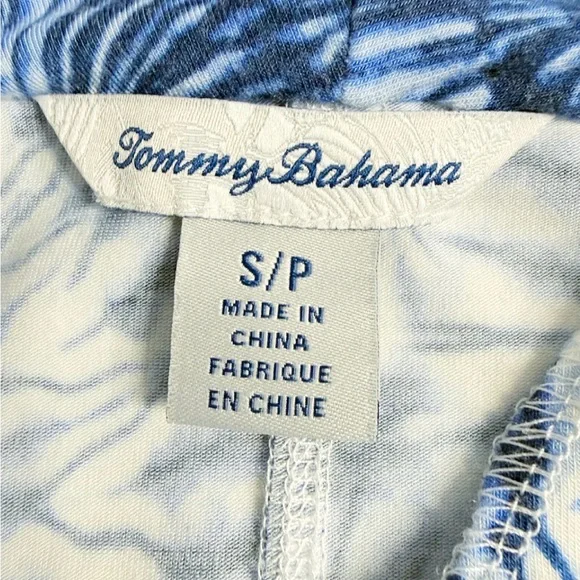 Tommy Bahama
S/P
MADE IN
CHINA
FABRIQUE
EN CHINE